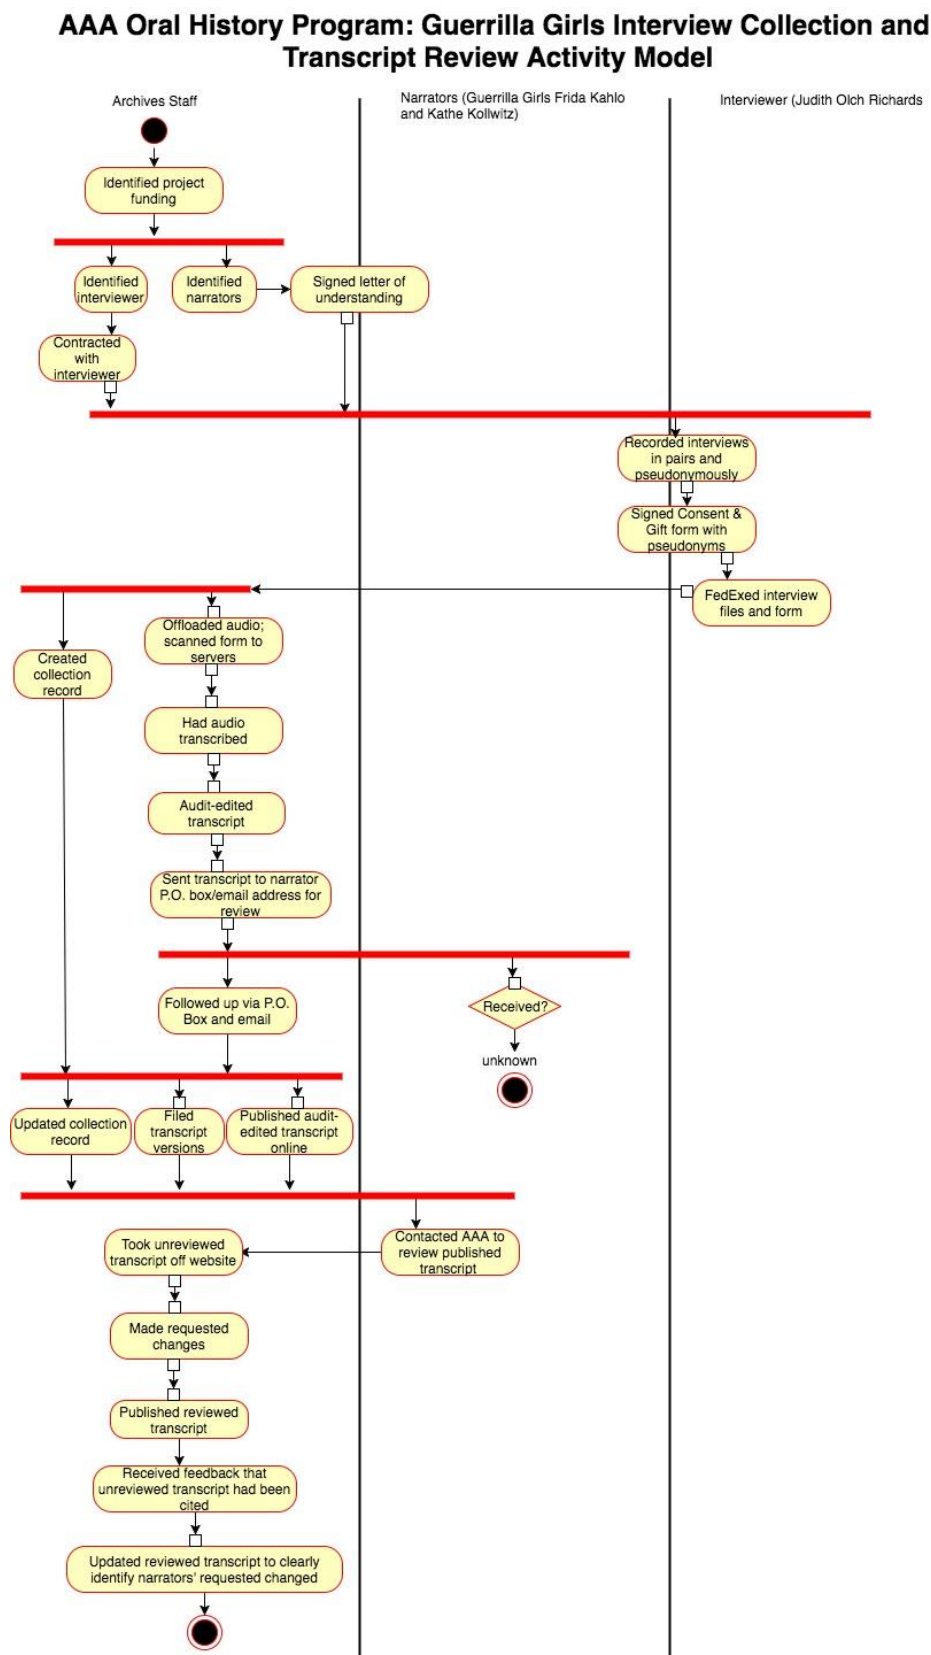 AAA Oral History Program: Guerrilla Girls Interview Collection and
Transcript Review Activity Model
Archives Staff
Narrators (Guerrilla Girls Frida Kahlo
and Kathe Kollwitz)
Interviewer (Judith Olch Richards
Identified project
funding
Identified
interviewer
Identified
narrators
Signed letter of
understanding
Contracted
with
interviewer
Recorded interviews
in pairs and
pseudonymously
Signed Consent &
Gift form with
pseudonyms
FedExed interview
files and form
Offloaded audio;
scanned form to
servers
Created
collection
record
Had audio
transcribed
Audit-edited
transcript
Sent transcript to narrator
P.O. box/email address for
review
Followed up via P.O.
Box and email
Received?
unknown
Updated collection
record
Filed
transcript
versions
Published audit-
edited transcript
online
Contacted AAA to
review published
transcript
Took unreviewed
transcript off website
Made requested
changes
Published reviewed
transcript
Received feedback that
unreviewed transcript had been
cited
Updated reviewed transcript to clearly
identify narrators' requested changed